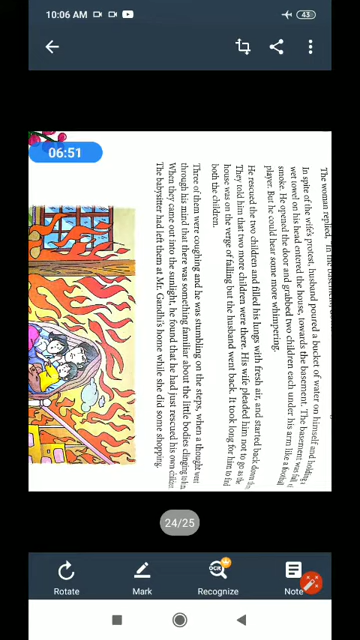 10:06 AM
43
06:51
The woman replied, "In the basement
In spite of the wife's protest, husband poured a bucket of water on himself and holding a
wet towel on his head entered the house, towards the basement. The basement was full
smoke. He opened the door and grabbed two children each under his arm like a football
player. But he could hear some more whimpering.
He rescued the two children and filled his lungs with fresh air, and started back down
They told him that two more children were there. His wife pleaded him not to go as the
house was on the verge of falling but the husband went back. It took long for him to
both the children.
Three of them were coughing and he was stumbling on the steps, when a thought went
through his mind that there was something familiar about the little bodies clinging to
When they came out into the sunlight, he found that he had just rescued his own children.
The babysitter had left them at Mr. Gandhi's home while she did some shopping.
24/25
OCR
Rotate
Mark
Recognize
Note